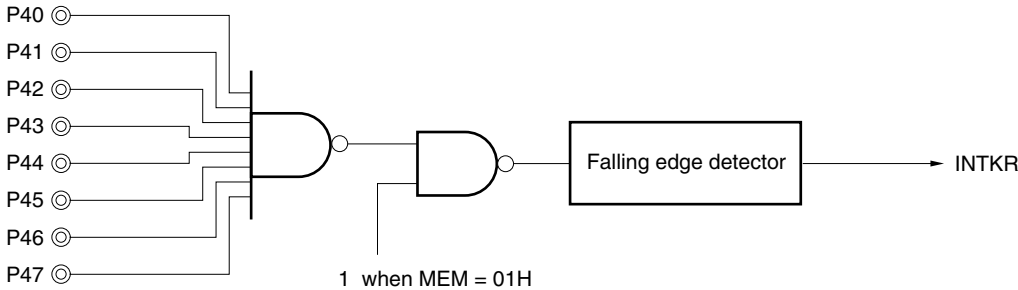 P40
P41
P42
P43
P44
P45
P46
P47
Falling edge detector
INTKR
1 when MEM = 01H